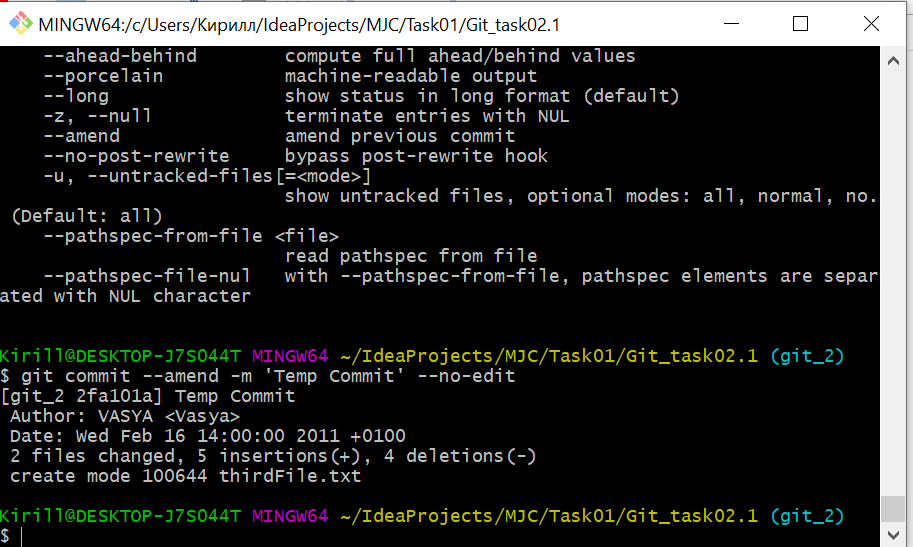 MINGW64:/c/Users/Кирилл/IdeaProjects/MJC/Task01/Git_task02.1
--ahead-behind compute full ahead/behind values
--porcelain machine-readable output
--long show status in long format (default)
-z, --null terminate entries with NUL
--amend amend previous commit
--no-post-rewrite bypass post-rewrite hook
-u, --untracked-files[=<mode>]
show untracked files, optional modes: all, normal, no.
(Default: all)
--pathspec-from-file <file>
read pathspec from file
--pathspec-file-nul with --pathspec-from-file, pathspec elements are separ
ated with NUL character
Kirill@DESKTOP-J7SO44T MINGW64 ~/IdeaProjects/MJC/Task01/Git_task02.1 (git_2)
$ git commit --amend -m 'Temp Commit' --no-edit
[git_2 2fa101a] Temp Commit
Author: VASYA <Vasya>
Date: Wed Feb 16 14:00:00 2011 +0100
2 files changed, 5 insertions(+), 4 deletions(-)
create mode 100644 thirdFile.txt
Kirill@DESKTOP-J7SO44T MINGW64 ~/IdeaProjects/MJC/Task01/Git_task02.1 (git_2)
$